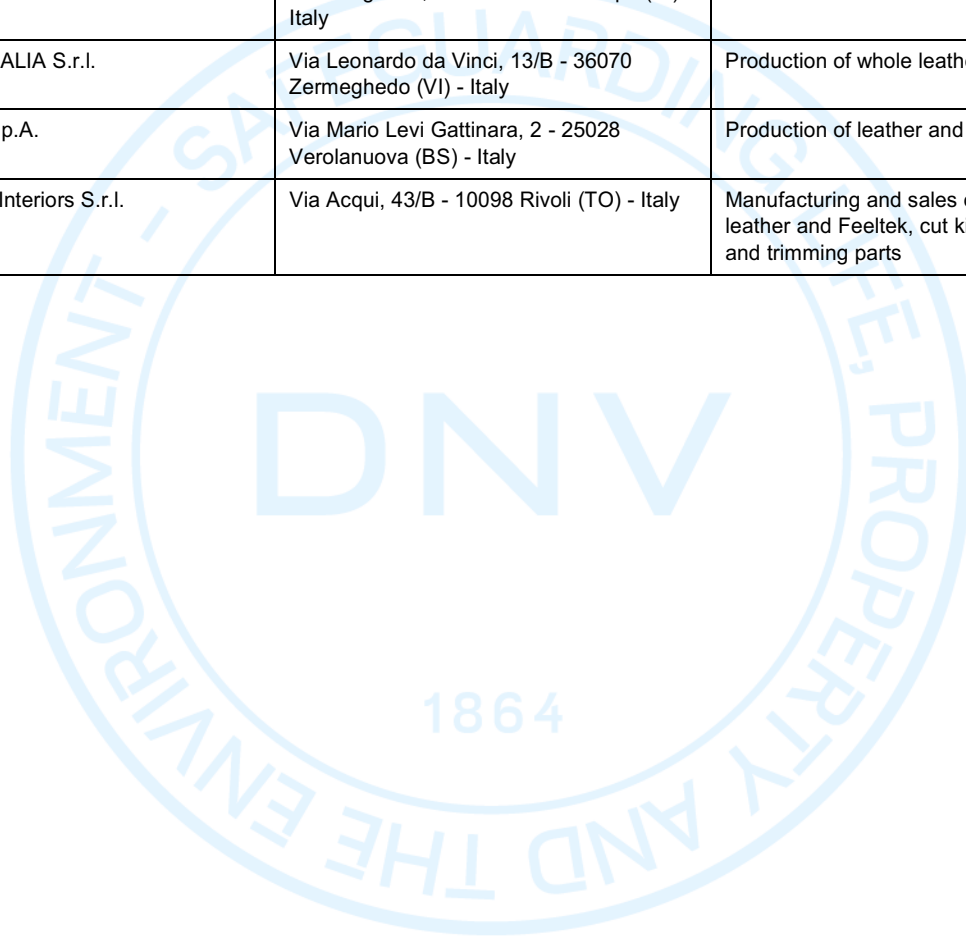 Italy
ALIA S.r.l.
Via Leonardo da Vinci, 13/B - 36070
Zermeghedo (VI) - Italy
Production of whole
p.A.
Via Mario Levi Gattinara, 2 - 25028
Verolanuova (BS) - Italy
Production of leather and
Interiors S.r.l.
Via Acqui, 43/B - 10098 Rivoli (TO) - Italy
Manufacturing and sales
leather and Feeltek, cut
and trimming parts
SAFEGUARDING LIFE, PROPERTY AND THE ENVIRONMENT
DNV
1864